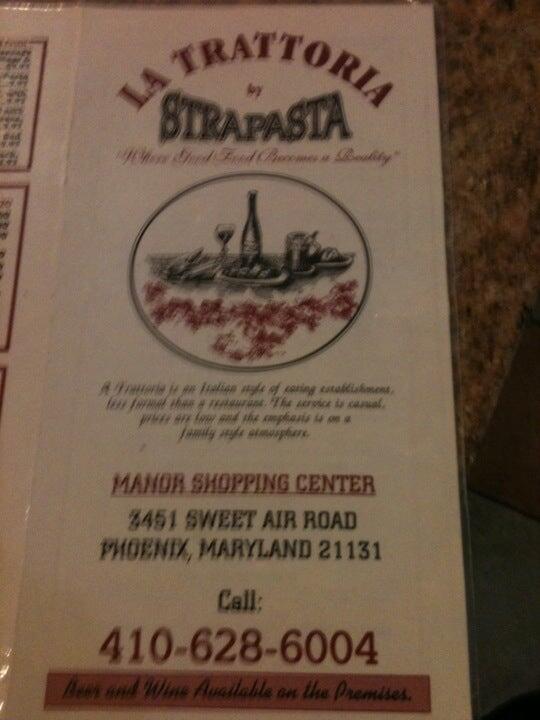 LA TRATTORIA
by
STRAPASTA
"Where Good Food Becomes a Reality"
A Trattoria is an Italian style of eating establishment,
less formal than a restaurant. The service is casual,
prices are low and the emphasis is on a
family style atmosphere.
MANOR SHOPPING CENTER
3451 SWEET AIR ROAD
PHOENIX, MARYLAND 21131
Call:
410-628-6004
Beer and Wine Available on the Premises.